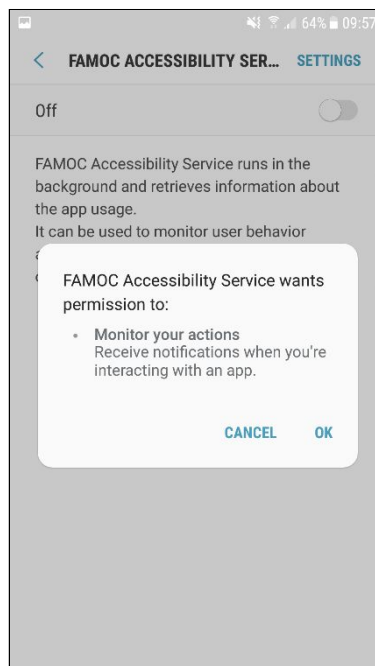 64% 09:57
FAMOC ACCESSIBILITY SER... SETTINGS
Off
FAMOC Accessibility Service runs in the
background and retrieves information about
the app usage.
It can be used to monitor user behavior
FAMOC Accessibility Service wants
permission to:
• Monitor your actions
Receive notifications when you're
interacting with an app.
CANCEL OK